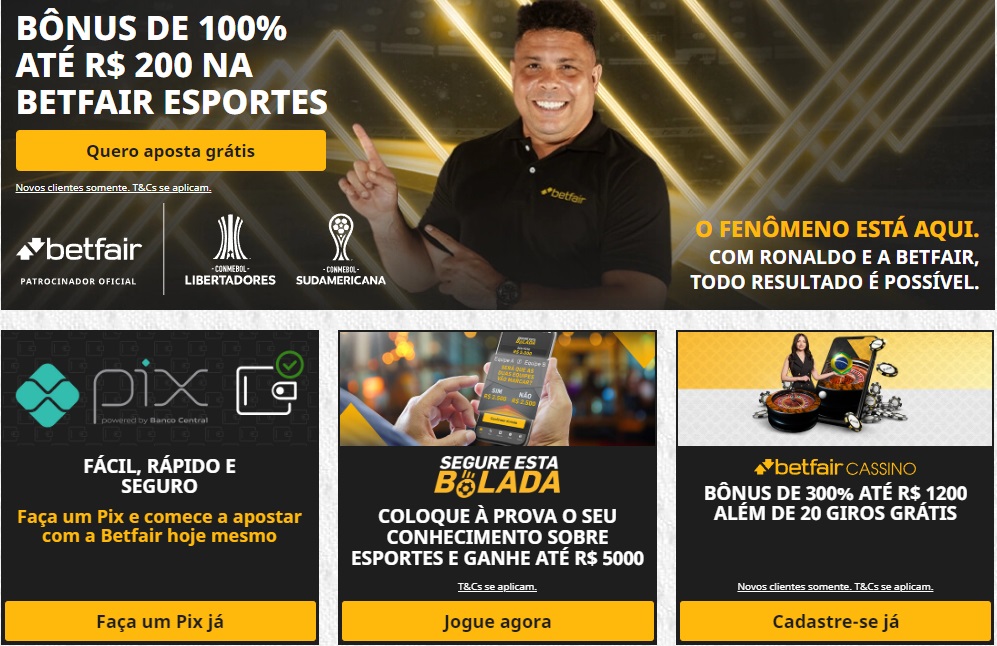 BÔNUS DE 100%
ATÉ R$ 200 NA
BETFAIR ESPORTES
Quero aposta grátis
Novos clientes somente. T&Cs se aplicam.
betfair
betfair
PATROCINADOR OFICIAL
CONMEBOL
LIBERTADORES
CONMEBOL
SUDAMERICANA
O FENÔMENO ESTÁ AQUI.
COM RONALDO E A BETFAIR,
TODO RESULTADO É POSSÍVEL.
pix
powered by Banco Central
FÁCIL, RÁPIDO E
SEGURO
Faça um Pix e comece a apostar
com a Betfair hoje mesmo
Faça um Pix já
SIM NÃO
SEGURE ESTA
BOLADA
COLOQUE À PROVA O SEU
CONHECIMENTO SOBRE
ESPORTES E GANHE ATÉ R$ 5000
T&Cs se aplicam.
Jogue agora
betfair CASSINO
BÔNUS DE 300% ATÉ R$ 1200
ALÉM DE 20 GIROS GRÁTIS
Novos clientes somente. T&Cs se aplicam.
Cadastre-se já